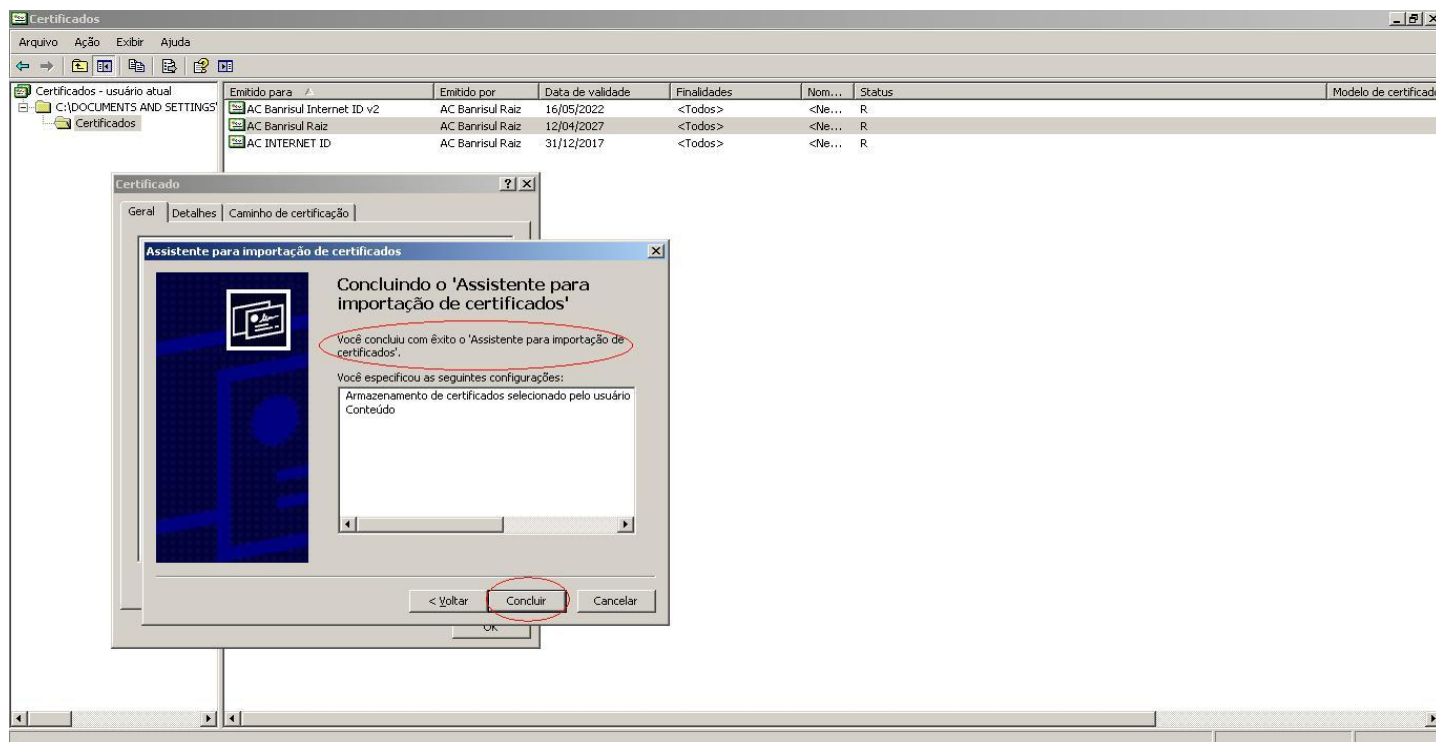 Certificados
Arquivo Ação Exibir Ajuda
Certificados - usuário atual
C:\DOCUMENTS AND SETTINGS'
Certificados
Emitido para Emitido por Data de validade Finalidades Nom... Status Modelo de certificado
AC Banrisul Internet ID v2 AC Banrisul Raiz 16/05/2022 <Todos> <Ne... R
AC Banrisul Raiz AC Banrisul Raiz 12/04/2027 <Todos> <Ne... R
AC INTERNET ID AC Banrisul Raiz 31/12/2017 <Todos> <Ne... R
Certificado
Geral Detalhes Caminho de certificação
Assistente para importação de certificados
Concluindo o 'Assistente para
importação de certificados'
Você concluiu com êxito o 'Assistente para importação de
certificados'.
Você especificou as seguintes configurações:
Armazenamento de certificados selecionado pelo usuário
Conteúdo
< Voltar Concluir Cancelar
OK